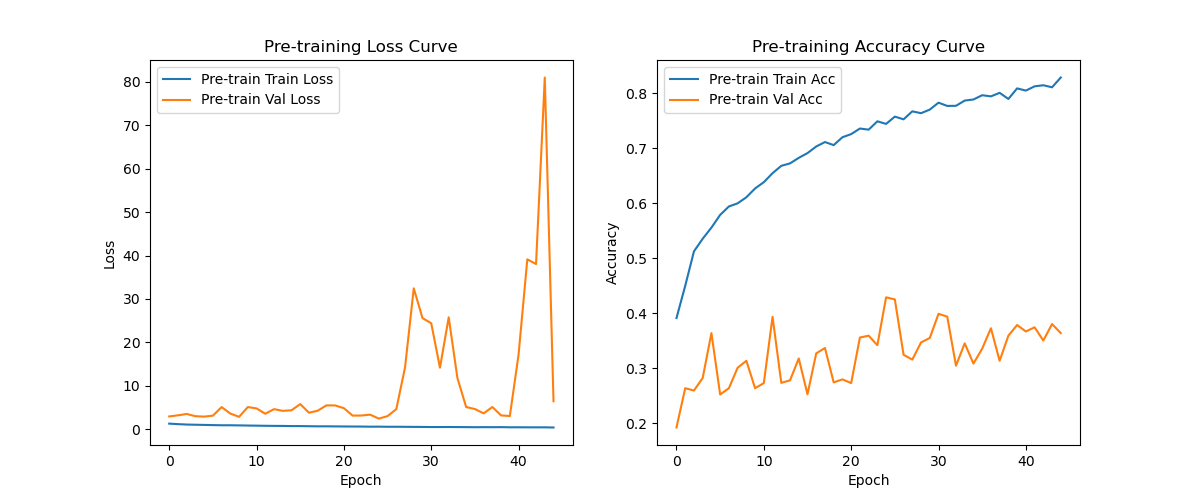 Pre-training Loss Curve
Pre-train Train Loss
Pre-train Val Loss
80
70
60
50
40
30
20
10
0
Loss
0 10 20 30 40
Epoch
Pre-training Accuracy Curve
Pre-train Train Acc
Pre-train Val Acc
0.8
0.7
0.6
0.5
0.4
0.3
0.2
Accuracy
0 10 20 30 40
Epoch